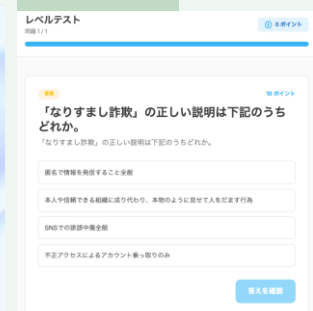 レベルテスト
問題 1 / 1
0 ポイント
10 ポイント
「なりすまし詐欺」の正しい説明は下記のうち
どれか。
「なりすまし詐欺」の正しい説明は下記のうちどれか。
匿名で情報を発信すること全般
本人や信頼できる組織に成り代わり、本物のように見せて人をだます行為
SNSでの誹謗中傷全般
不正アクセスによるアカウント乗っ取りのみ
答えを確認